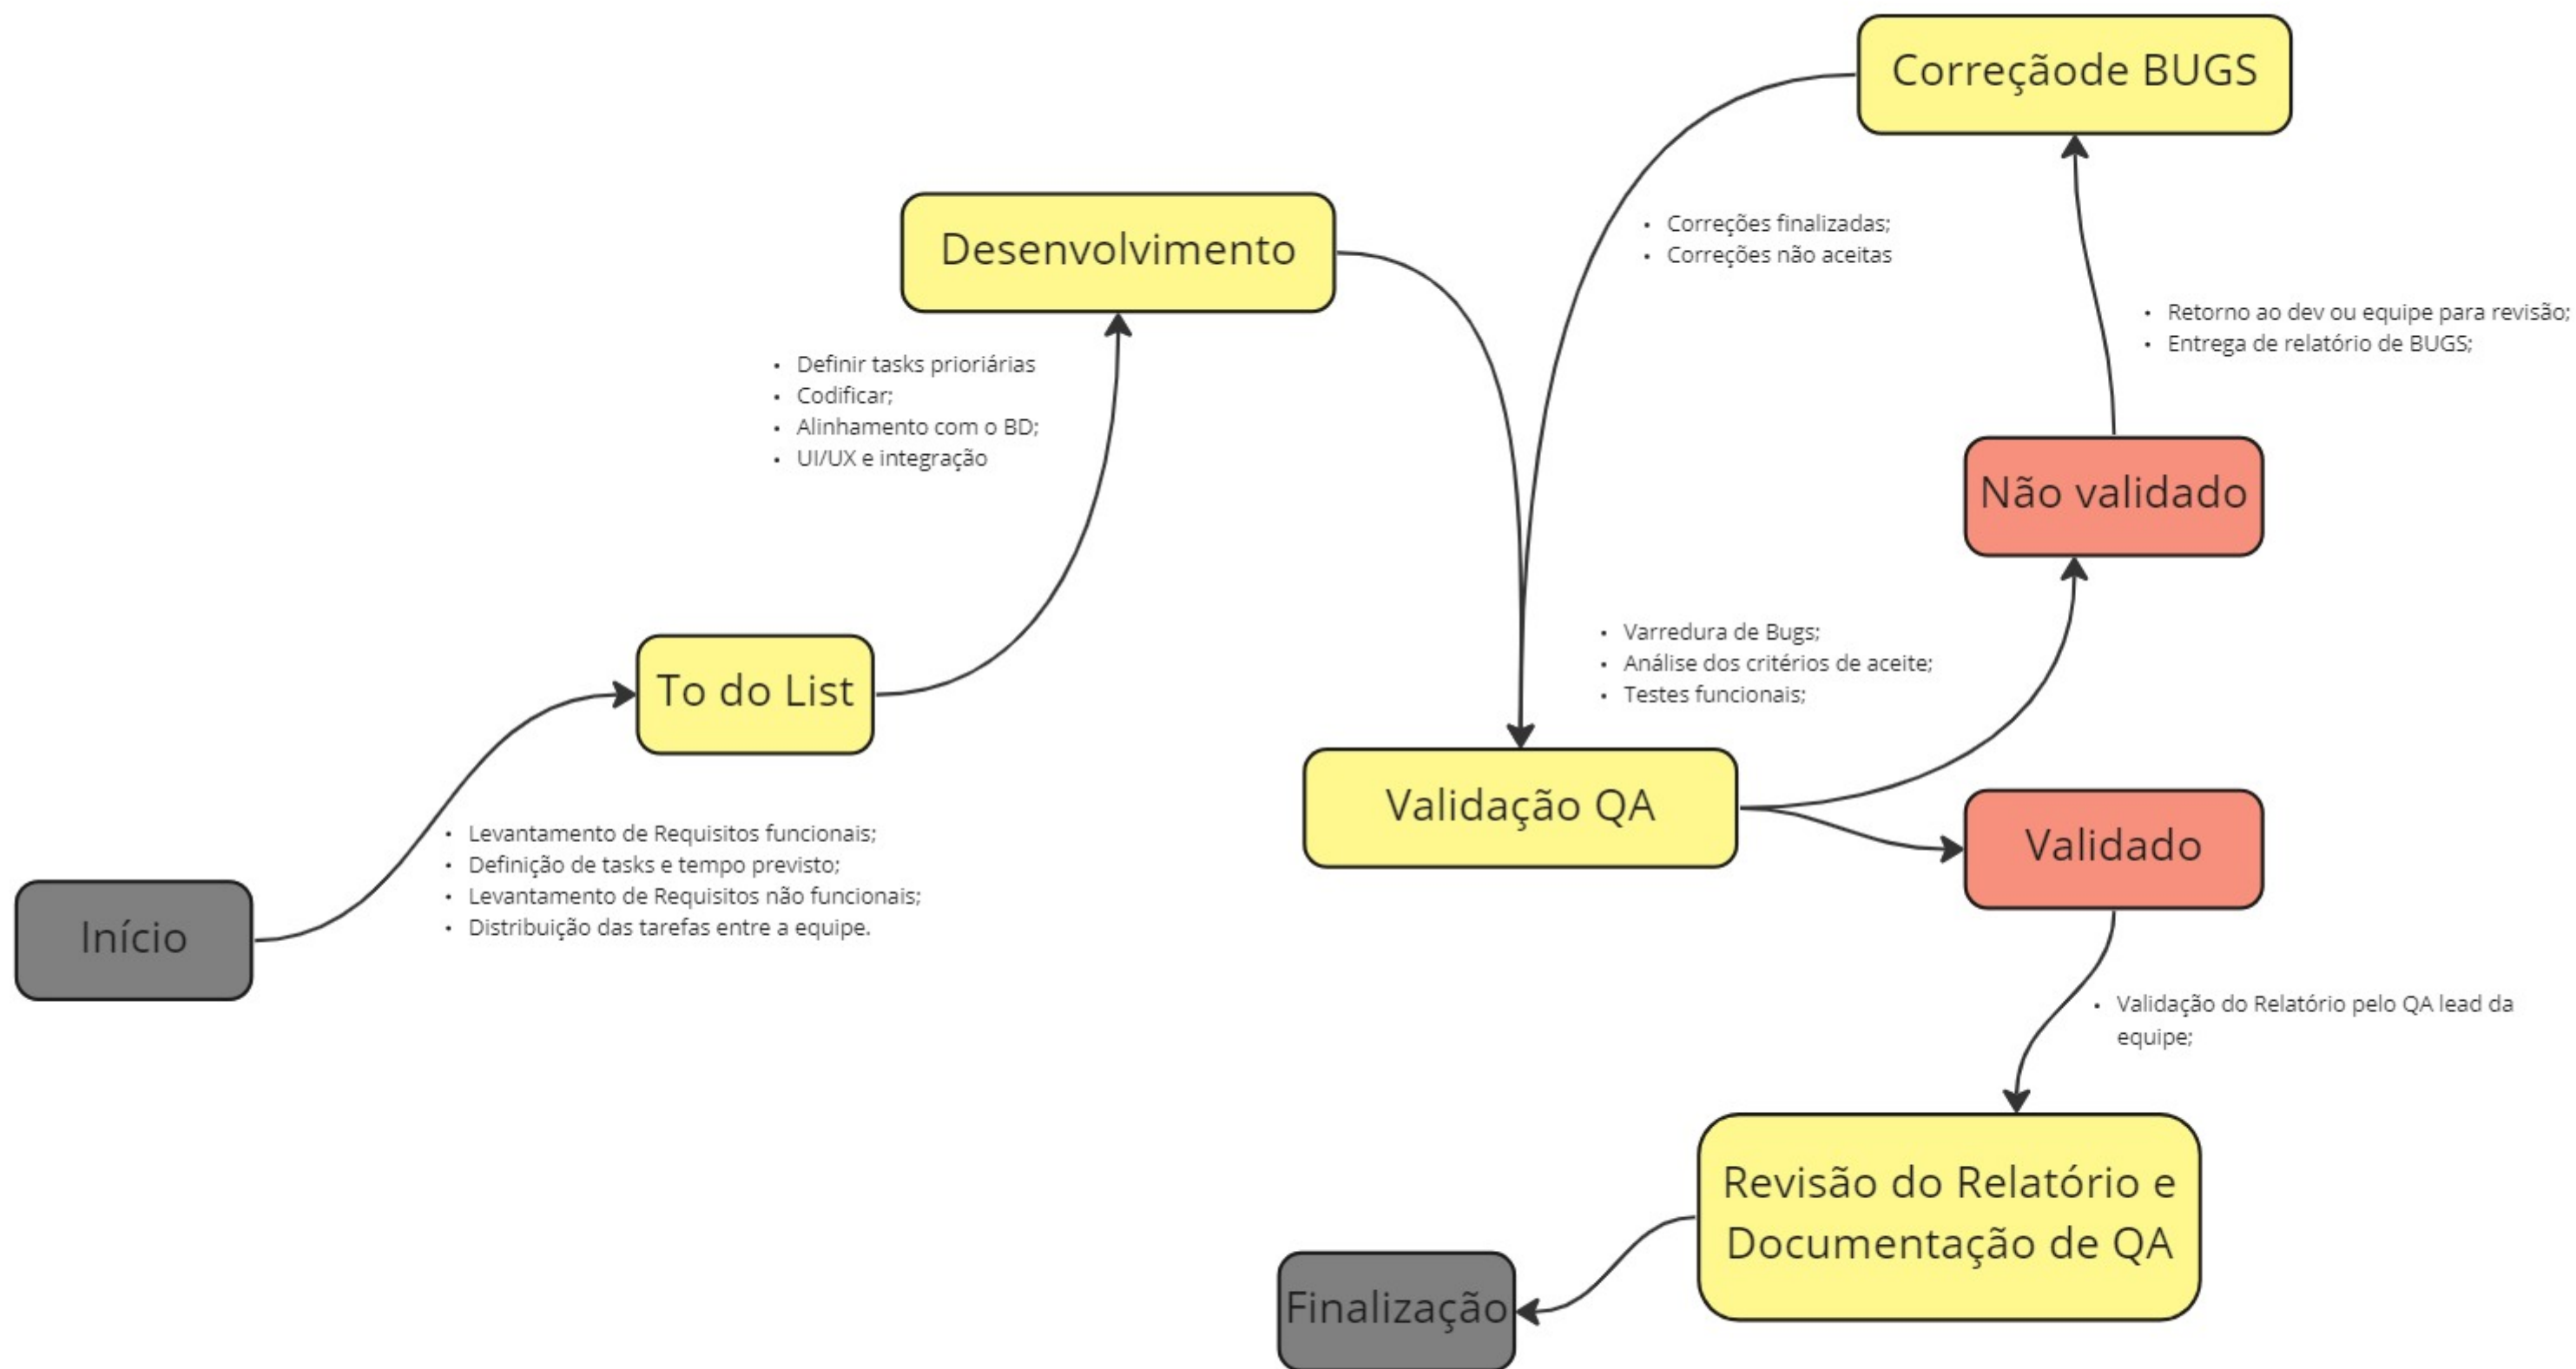 Início
• Levantamento de Requisitos funcionais;
• Definição de tasks e tempo previsto;
• Levantamento de Requisitos não funcionais;
• Distribuição das tarefas entre a equipe.
To do List
• Definir tasks prioriárias
• Codificar;
• Alinhamento com o BD;
• UI/UX e integração
Desenvolvimento
Validação QA
• Varredura de Bugs;
• Análise dos critérios de aceite;
• Testes funcionais;
Não validado
• Retorno ao dev ou equipe para revisão;
• Entrega de relatório de BUGS;
Correçãode BUGS
• Correções finalizadas;
• Correções não aceitas
Validado
• Validação do Relatório pelo QA lead da
equipe;
Revisão do Relatório e
Documentação de QA
Finalização